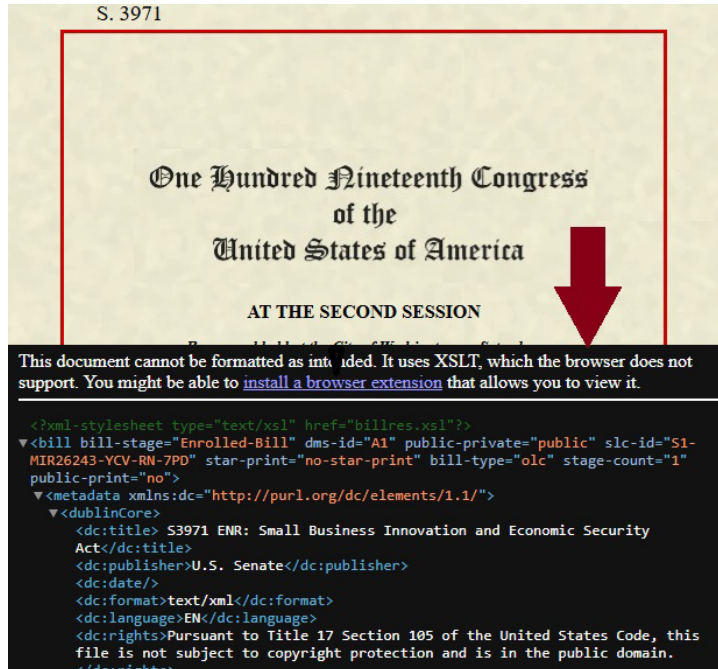 S. 3971
One Hundred Nineteenth Congress
of the
United States of America
AT THE SECOND SESSION
This document cannot be formatted as int ded. It uses XSLT, which the browser does not
support. You might be able to install a browser extension that allows you to view it.
<?xml-stylesheet type="text/xsl" href="billres.xsl"?>
▼<bill bill-stage="Enrolled-Bill" dms-id="A1" public-private="public" slc-id="S1-
MIR26243-YCV-RN-7PD" star-print="no-star-print" bill-type="olc" stage-count="1"
public-print="no">
▼<metadata xmlns:dc="http://purl.org/dc/elements/1.1/">
▼<dublinCore>
<dc:title> S3971 ENR: Small Business Innovation and Economic Security
Act</dc:title>
<dc:publisher>U.S. Senate</dc:publisher>
<dc:date/>
<dc:format>text/xml</dc:format>
<dc:language>EN</dc:language>
<dc:rights>Pursuant to Title 17 Section 105 of the United States Code, this
file is not subject to copyright protection and is in the public domain.
</dc:rights>